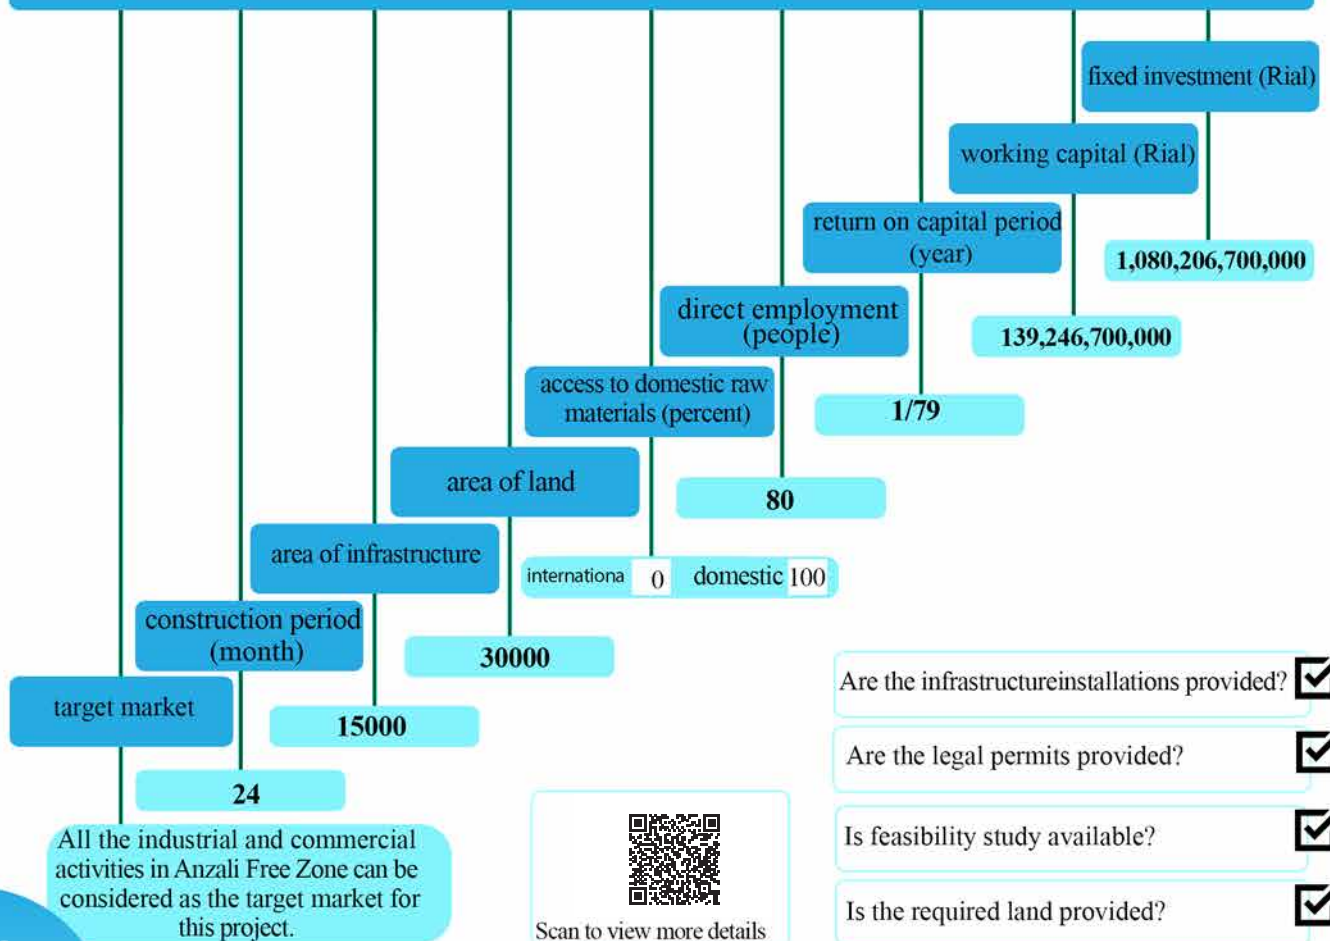 fixed investment (Rial)
1,080,206,700,000
working capital (Rial)
139,246,700,000
return on capital period
(year)
1/79
direct employment
(people)
80
access to domestic raw
materials (percent)
internationa 0 domestic 100
area of land
30000
area of infrastructure
15000
construction period
(month)
24
target market
All the industrial and commercial
activities in Anzali Free Zone can be
considered as the target market for
this project.
Scan to view more details
Are the infrastructureinstallations provided?
Are the legal permits provided?
Is feasibility study available?
Is the required land provided?